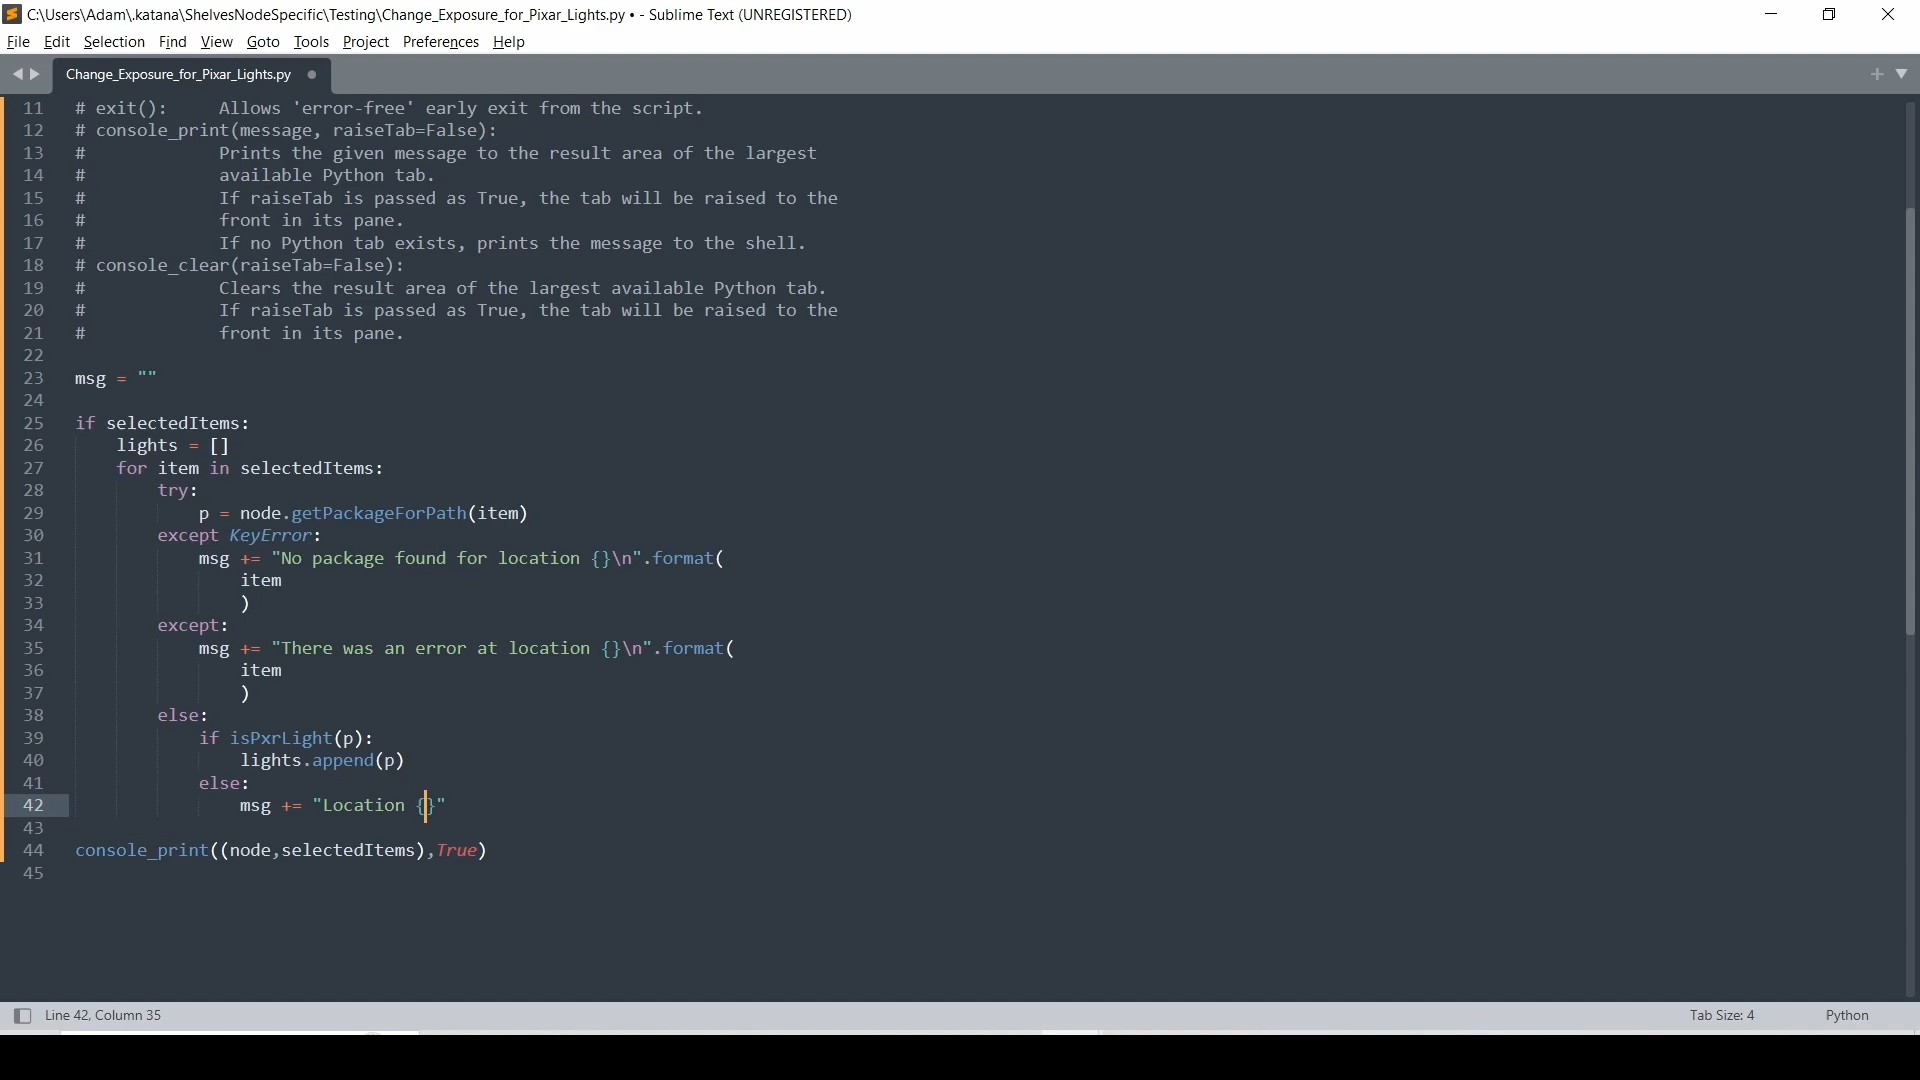 C:\Users\Adam\.katana\ShelvesNodeSpecific\Testing\Change_Exposure_for_Pixar_Lights.py • - Sublime Text (UNREGISTERED)
File Edit Selection Find View Goto Tools Project Preferences Help
Change_Exposure_for_Pixar_Lights.py
11 # exit():     Allows 'error-free' early exit from the script.
12 # console_print(message, raiseTab=False):
13 #             Prints the given message to the result area of the largest
14 #             available Python tab.
15 #             If raiseTab is passed as True, the tab will be raised to the
16 #             front in its pane.
17 #             If no Python tab exists, prints the message to the shell.
18 # console_clear(raiseTab=False):
19 #             Clears the result area of the largest available Python tab.
20 #             If raiseTab is passed as True, the tab will be raised to the
21 #             front in its pane.
22
23 msg = ""
24
25 if selectedItems:
26     lights = []
27     for item in selectedItems:
28         try:
29             p = node.getPackageForPath(item)
30         except KeyError:
31             msg += "No package found for location {}\n".format(
32                 item
33                 )
34         except:
35             msg += "There was an error at location {}\n".format(
36                 item
37                 )
38         else:
39             if isPxrLight(p):
40                 lights.append(p)
41             else:
42                 msg += "Location {}"
43
44 console_print((node,selectedItems),True)
45
Line 42, Column 35 Tab Size: 4 Python